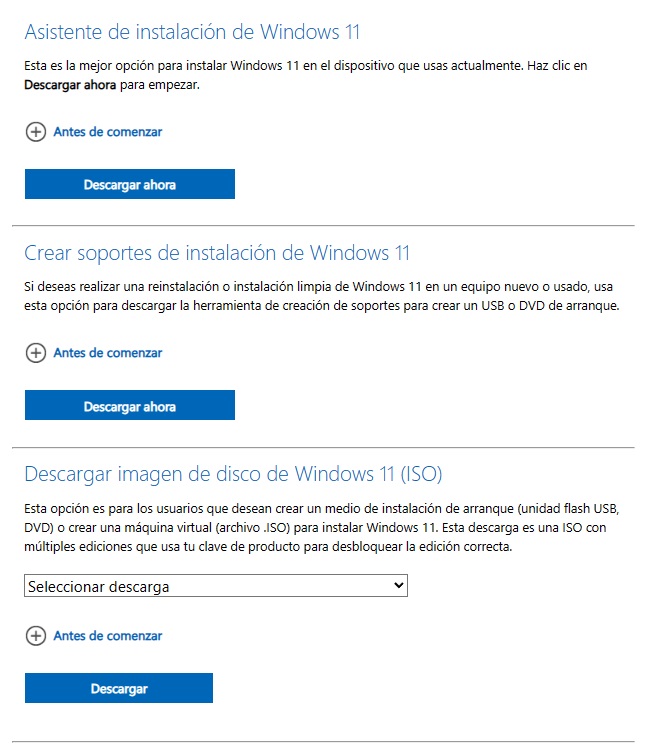 Asistente de instalación de Windows 11
Esta es la mejor opción para instalar Windows 11 en el dispositivo que usas actualmente. Haz clic en
Descargar ahora para empezar.
Antes de comenzar
Descargar ahora
Crear soportes de instalación de Windows 11
Si deseas realizar una reinstalación o instalación limpia de Windows 11 en un equipo nuevo o usado, usa
esta opción para descargar la herramienta de creación de soportes para crear un USB o DVD de arranque.
Antes de comenzar
Descargar ahora
Descargar imagen de disco de Windows 11 (ISO)
Esta opción es para los usuarios que desean crear un medio de instalación de arranque (unidad flash USB,
DVD) o crear una máquina virtual (archivo .ISO) para instalar Windows 11. Esta descarga es una ISO con
múltiples ediciones que usa tu clave de producto para desbloquear la edición correcta.
Seleccionar descarga
Antes de comenzar
Descargar